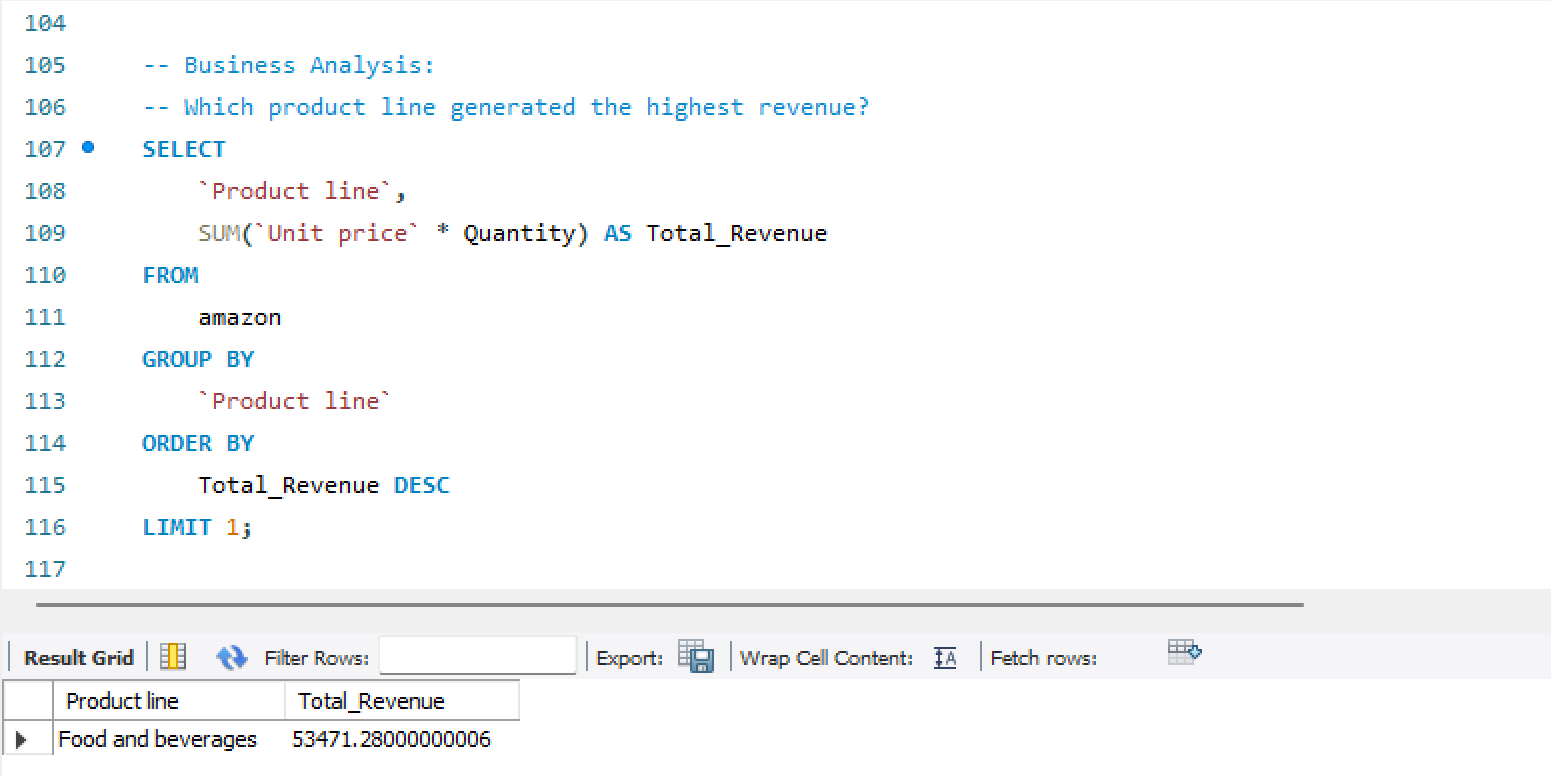 104
105 -- Business Analysis:
106 -- Which product line generated the highest revenue?
107 SELECT
108 `Product line`,
109 SUM(`Unit price` * Quantity) AS Total_Revenue
110 FROM
111 amazon
112 GROUP BY
113 `Product line`
114 ORDER BY
115 Total_Revenue DESC
116 LIMIT 1;
117
Result Grid Filter Rows: Export: Wrap Cell Content: IA Fetch rows:
Product line Total_Revenue
Food and beverages 53471.28000000006